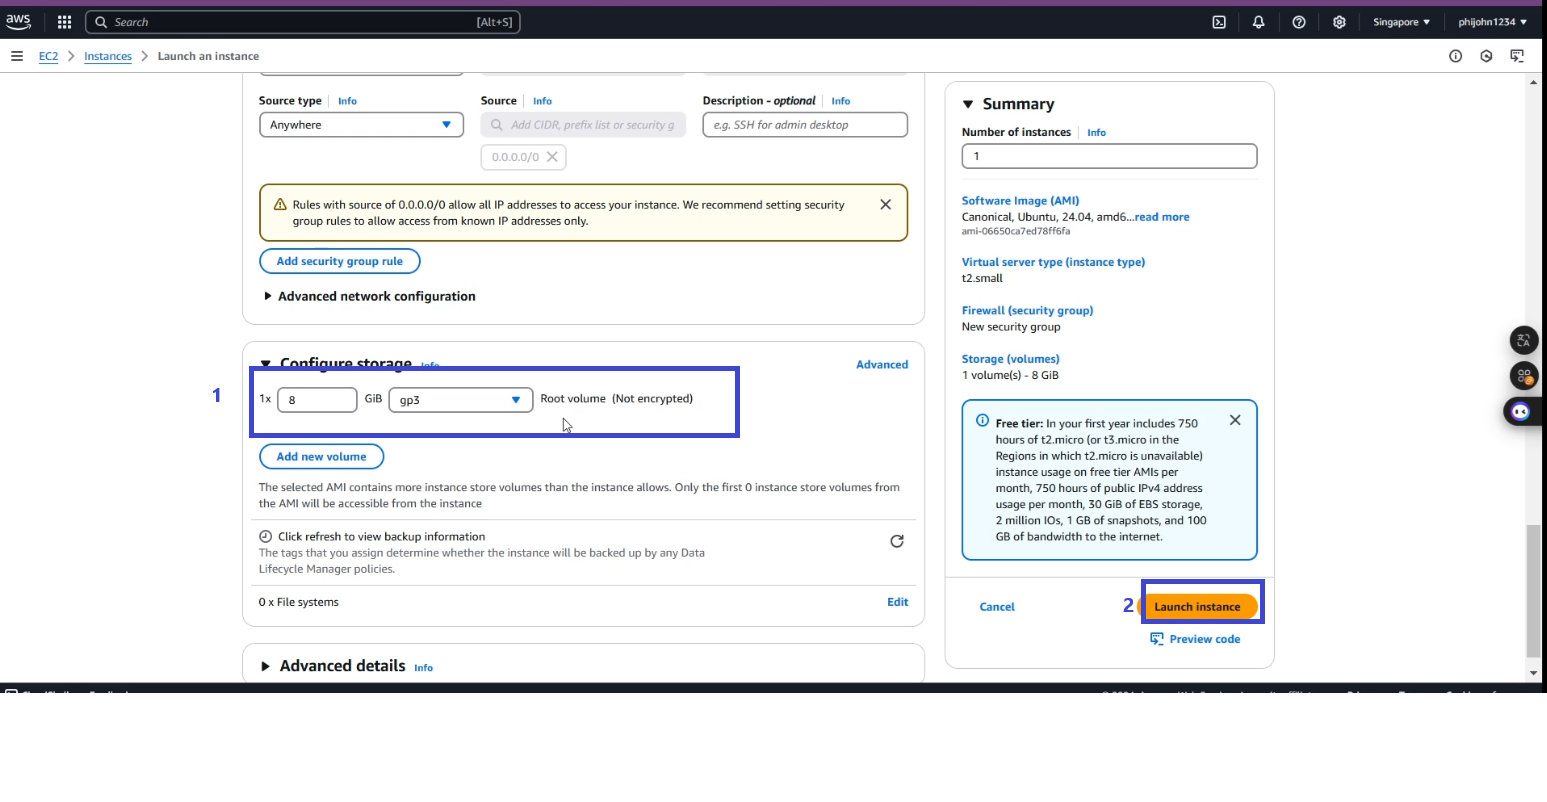 aws
Search [Alt+S]
Singapore
phijohn1234
EC2 > Instances > Launch an instance
Source type Info
Source Info
Description - optional Info
Anywhere
Add CIDR, prefix list or security g
e.g. SSH for admin desktop
0.0.0.0/0
Rules with source of 0.0.0.0/0 allow all IP addresses to access your instance. We recommend setting security
group rules to allow access from known IP addresses only.
Add security group rule
Advanced network configuration
Configure storage Info
Advanced
1
1x 8 GiB gp3 Root volume (Not encrypted)
Add new volume
The selected AMI contains more instance store volumes than the instance allows. Only the first 0 instance store volumes from
the AMI will be accessible from the instance
Click refresh to view backup information
The tags that you assign determine whether the instance will be backed up by any Data
Lifecycle Manager policies.
0 x File systems
Edit
Advanced details Info
Summary
Number of instances Info
1
Software Image (AMI)
Canonical, Ubuntu, 24.04, amd6...read more
ami-06650ca7ed78ff6fa
Virtual server type (instance type)
t2.small
Firewall (security group)
New security group
Storage (volumes)
1 volume(s) - 8 GiB
Free tier: In your first year includes 750
hours of t2.micro (or t3.micro in the
Regions in which t2.micro is unavailable)
instance usage on free tier AMIs per
month, 750 hours of public IPv4 address
usage per month, 30 GiB of EBS storage,
2 million IOs, 1 GB of snapshots, and 100
GB of bandwidth to the internet.
Cancel
2
Launch instance
Preview code